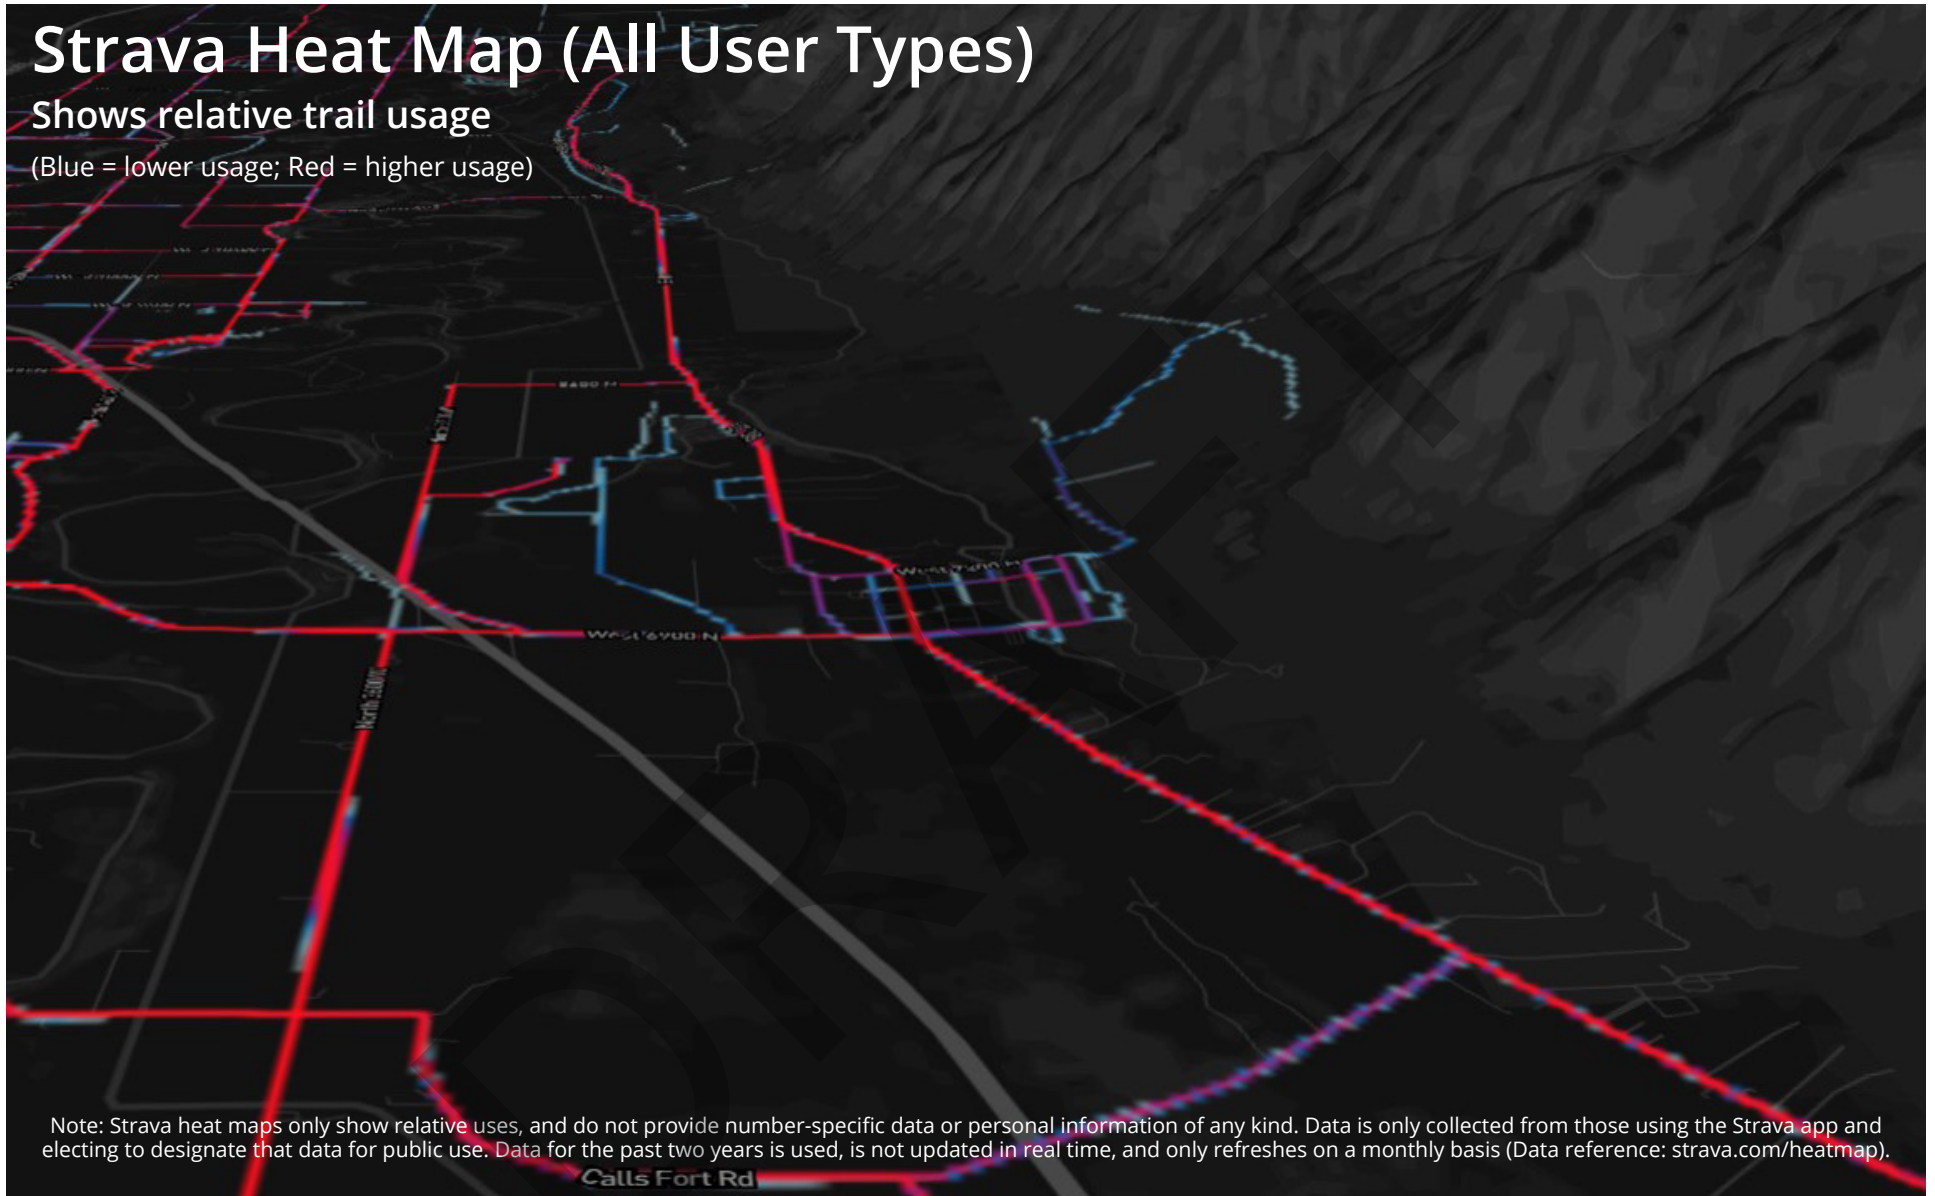 Strava Heat Map (All User Types)
Shows relative trail usage
(Blue = lower usage; Red = higher usage)
8600 N
West 6900 N
Note: Strava heat maps only show relative uses, and do not provide number-specific data or personal information of any kind. Data is only collected from those using the Strava app and
electing to designate that data for public use. Data for the past two years is used, is not updated in real time, and only refreshes on a monthly basis (Data reference: strava.com/heatmap).
Calls Fort Rd
DRAFT